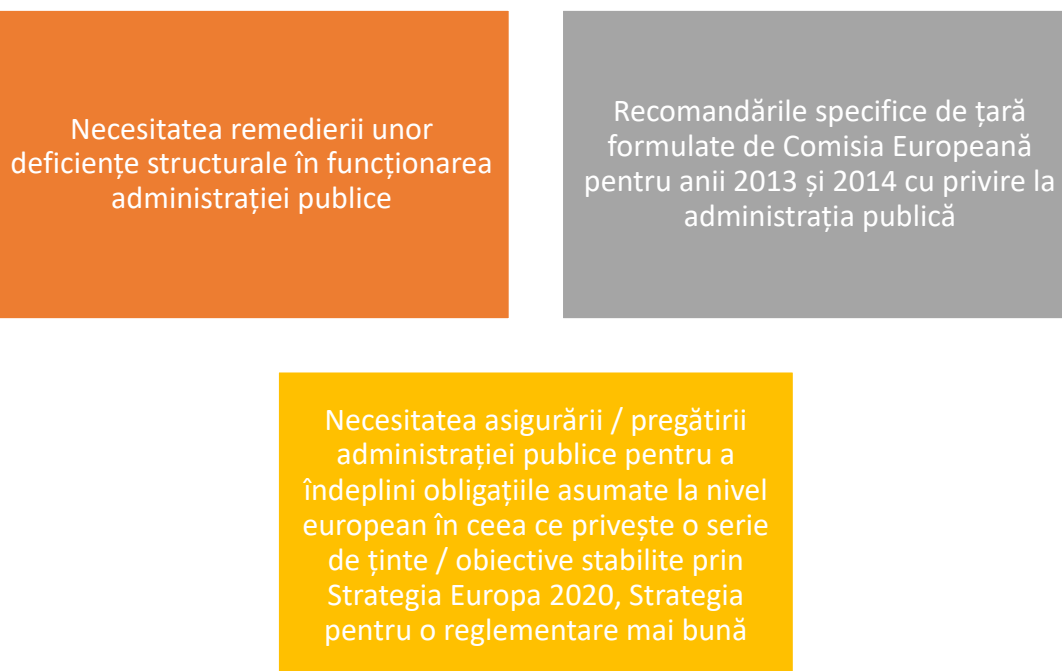 Necesitatea remedierii unor
deficiențe structurale în funcționarea
administrației publice
Recomandările specifice de țară
formulate de Comisia Europeană
pentru anii 2013 și 2014 cu privire la
administrația publică
Necesitatea asigurării / pregătirii
administrației publice pentru a
îndeplini obligațiile asumate la nivel
european în ceea ce privește o serie
de ținte / obiective stabilite prin
Strategia Europa 2020, Strategia
pentru o reglementare mai bună